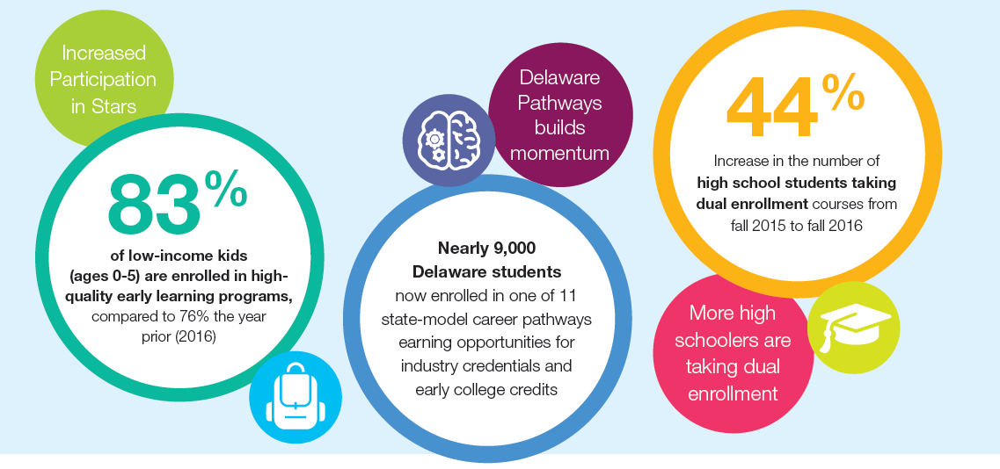 Increased
Participation
in Stars
83%
of low-income kids
(ages 0-5) are enrolled in high-
quality early learning programs,
compared to 76% the year
prior (2016)
Delaware
Pathways
builds
momentum
Nearly 9,000
Delaware students
now enrolled in one of 11
state-model career pathways
earning opportunities for
industry credentials and
early college credits
44%
Increase in the number of
high school students taking
dual enrollment courses from
fall 2015 to fall 2016
More high
schoolers are
taking dual
enrollment